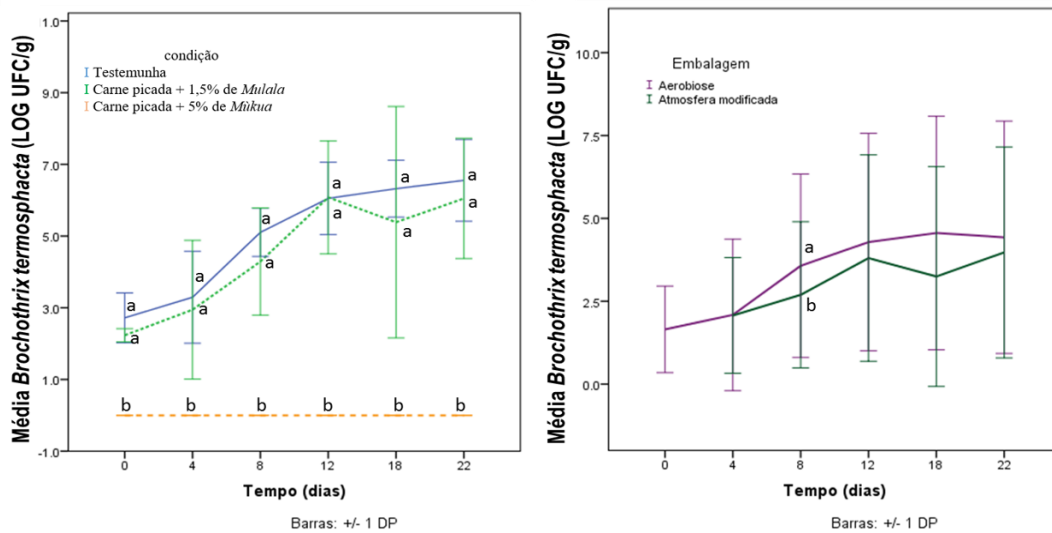 Média Brochothrix termosphacta (LOG UFC/g)
1.0
9.0
7.0
5.0
3.0
1.0
-1.0
condição
Testemunha
Carne picada + 1,5% de Mulala
Carne picada + 5% de Mùkua
a a a a a a
a a a a a a
b b b b b b
0 4 8 12 18 22
Tempo (dias)
Barras: +/- 1 DP
Média Brochothrix termosphacta (LOG UFC/g)
10.0
7.5
5.0
2.5
0.0
Embalagem
Aerobiose
Atmosfera modificada
a
b
0 4 8 12 18 22
Tempo (dias)
Barras: +/- 1 DP